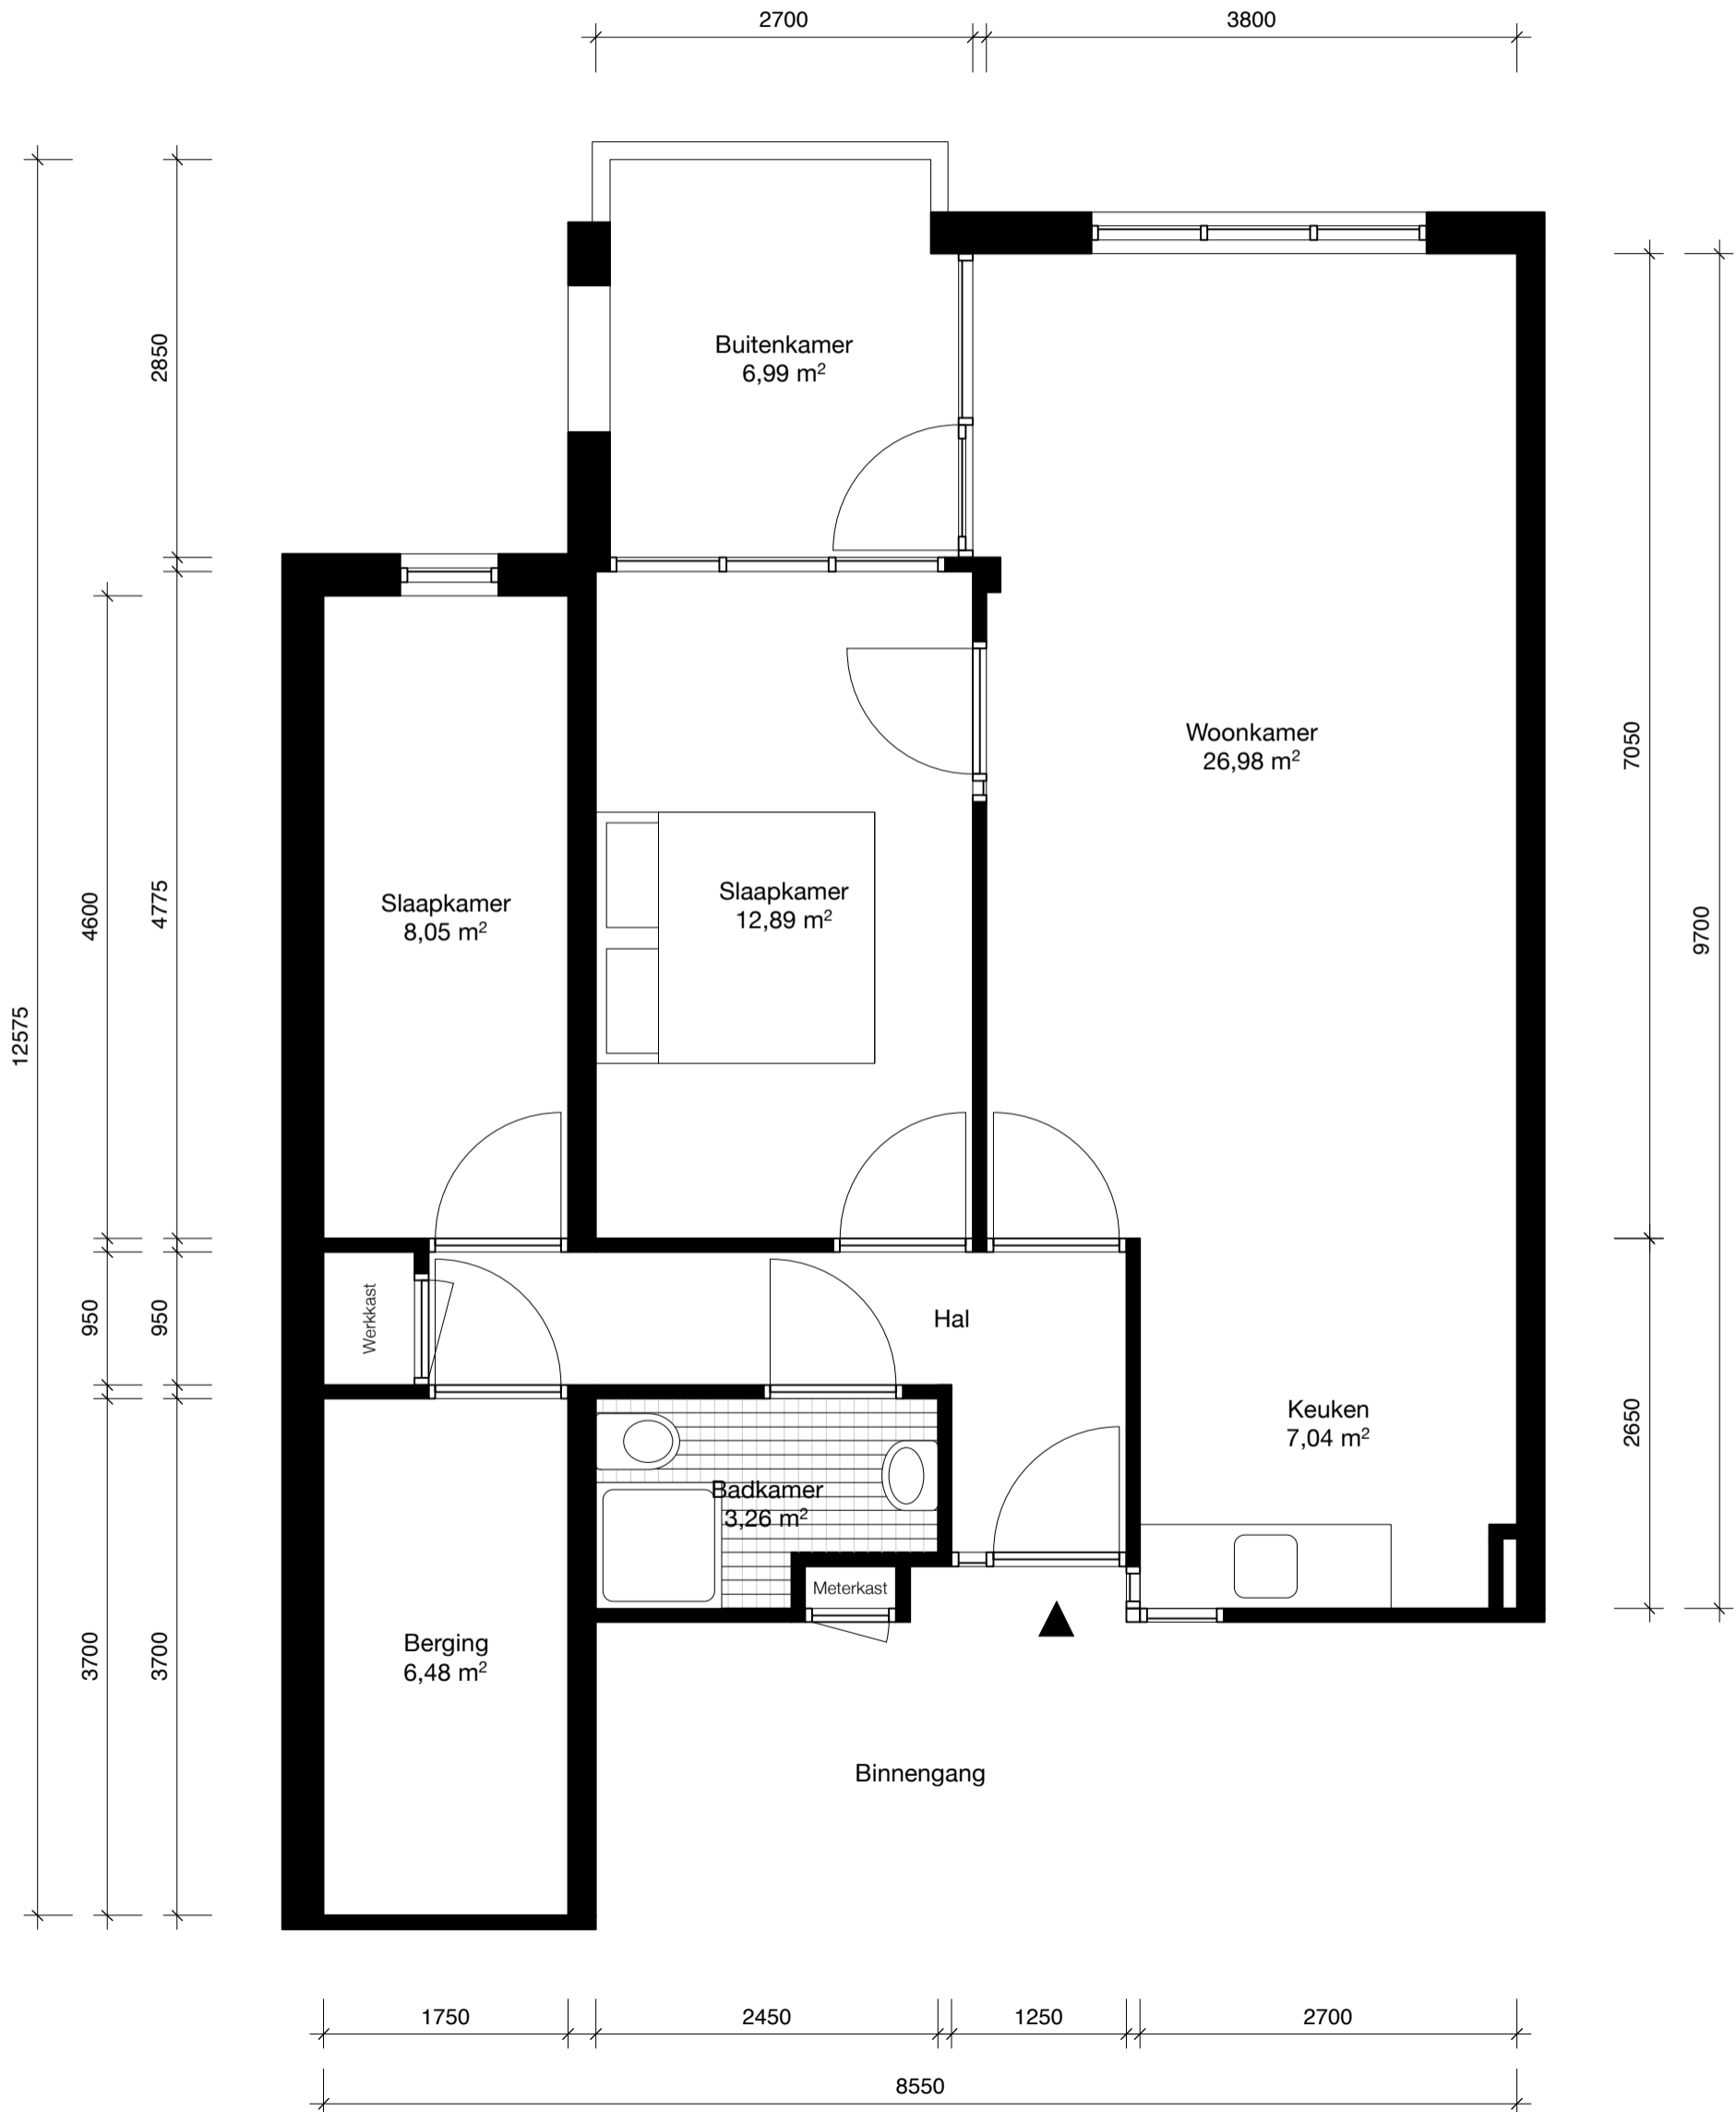 2700
3800
2850
Buitenkamer
6,99 m²
Woonkamer
26,98 m²
7050
4600
4775
Slaapkamer
8,05 m²
Slaapkamer
12,89 m²
9700
12575
950
950
Werkkast
Hal
Keuken
7,04 m²
2650
Badkamer
3,26 m²
Meterkast
3700
3700
Berging
6,48 m²
Binnengang
1750
2450
1250
2700
8550